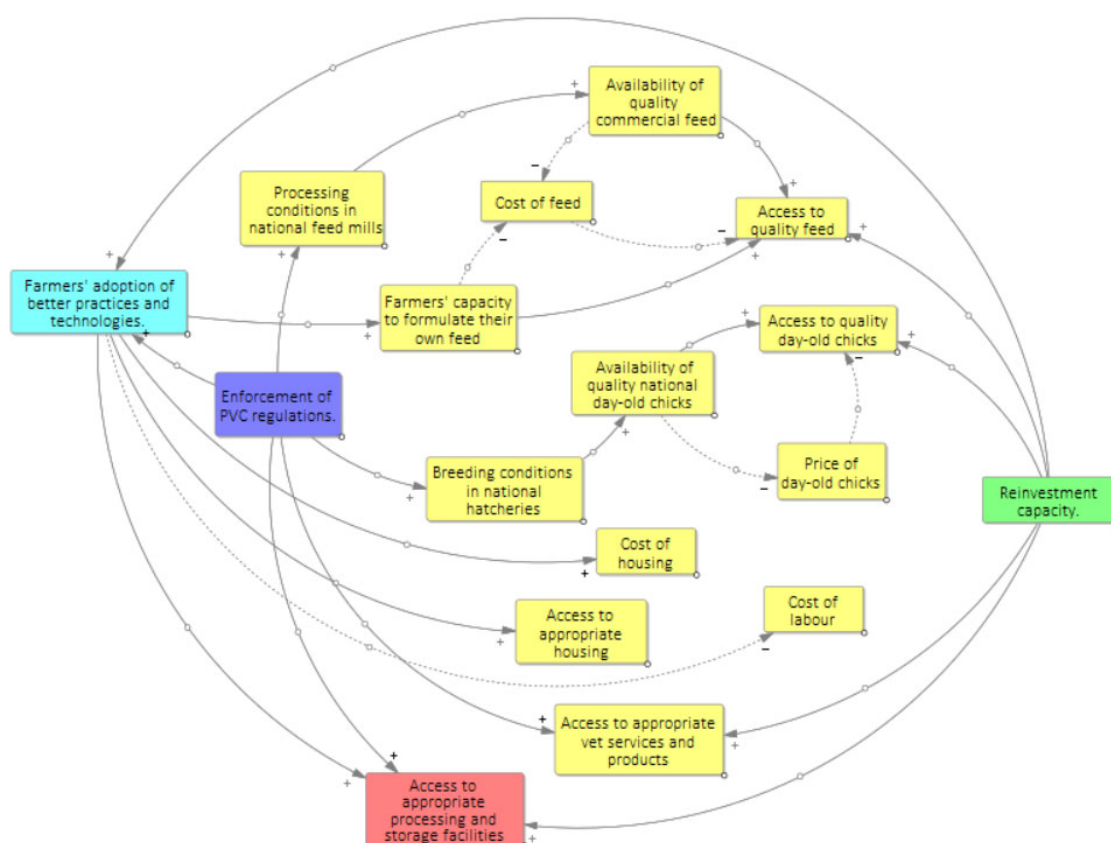 Availability of
quality
commercial feed
Processing
conditions in
national feed mills
Cost of feed
Access to
quality feed
Farmers' adoption of
better practices and
technologies.
Farmers' capacity
to formulate their
own feed
Access to quality
day-old chicks
Availability of
quality national
day-old chicks
Enforcement of
PVC regulations.
Breeding conditions
in national
hatcheries
Price of
day-old chicks
Reinvestment
capacity.
Cost of
housing
Access to
appropriate
housing
Cost of
labour
Access to appropriate
vet services and
products
Access to
appropriate
processing and
storage facilities